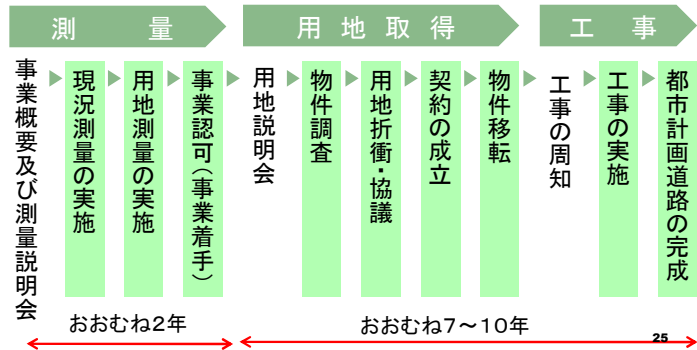 測量
用地取得
工事
事業概要及び測量説明会
現況測量の実施
用地測量の実施
事業認可（事業着手）
用地説明会
物件調査
用地折衝・協議
契約の成立
物件移転
工事の周知
工事の実施
都市計画道路の完成
おおむね2年
おおむね7～10年
25